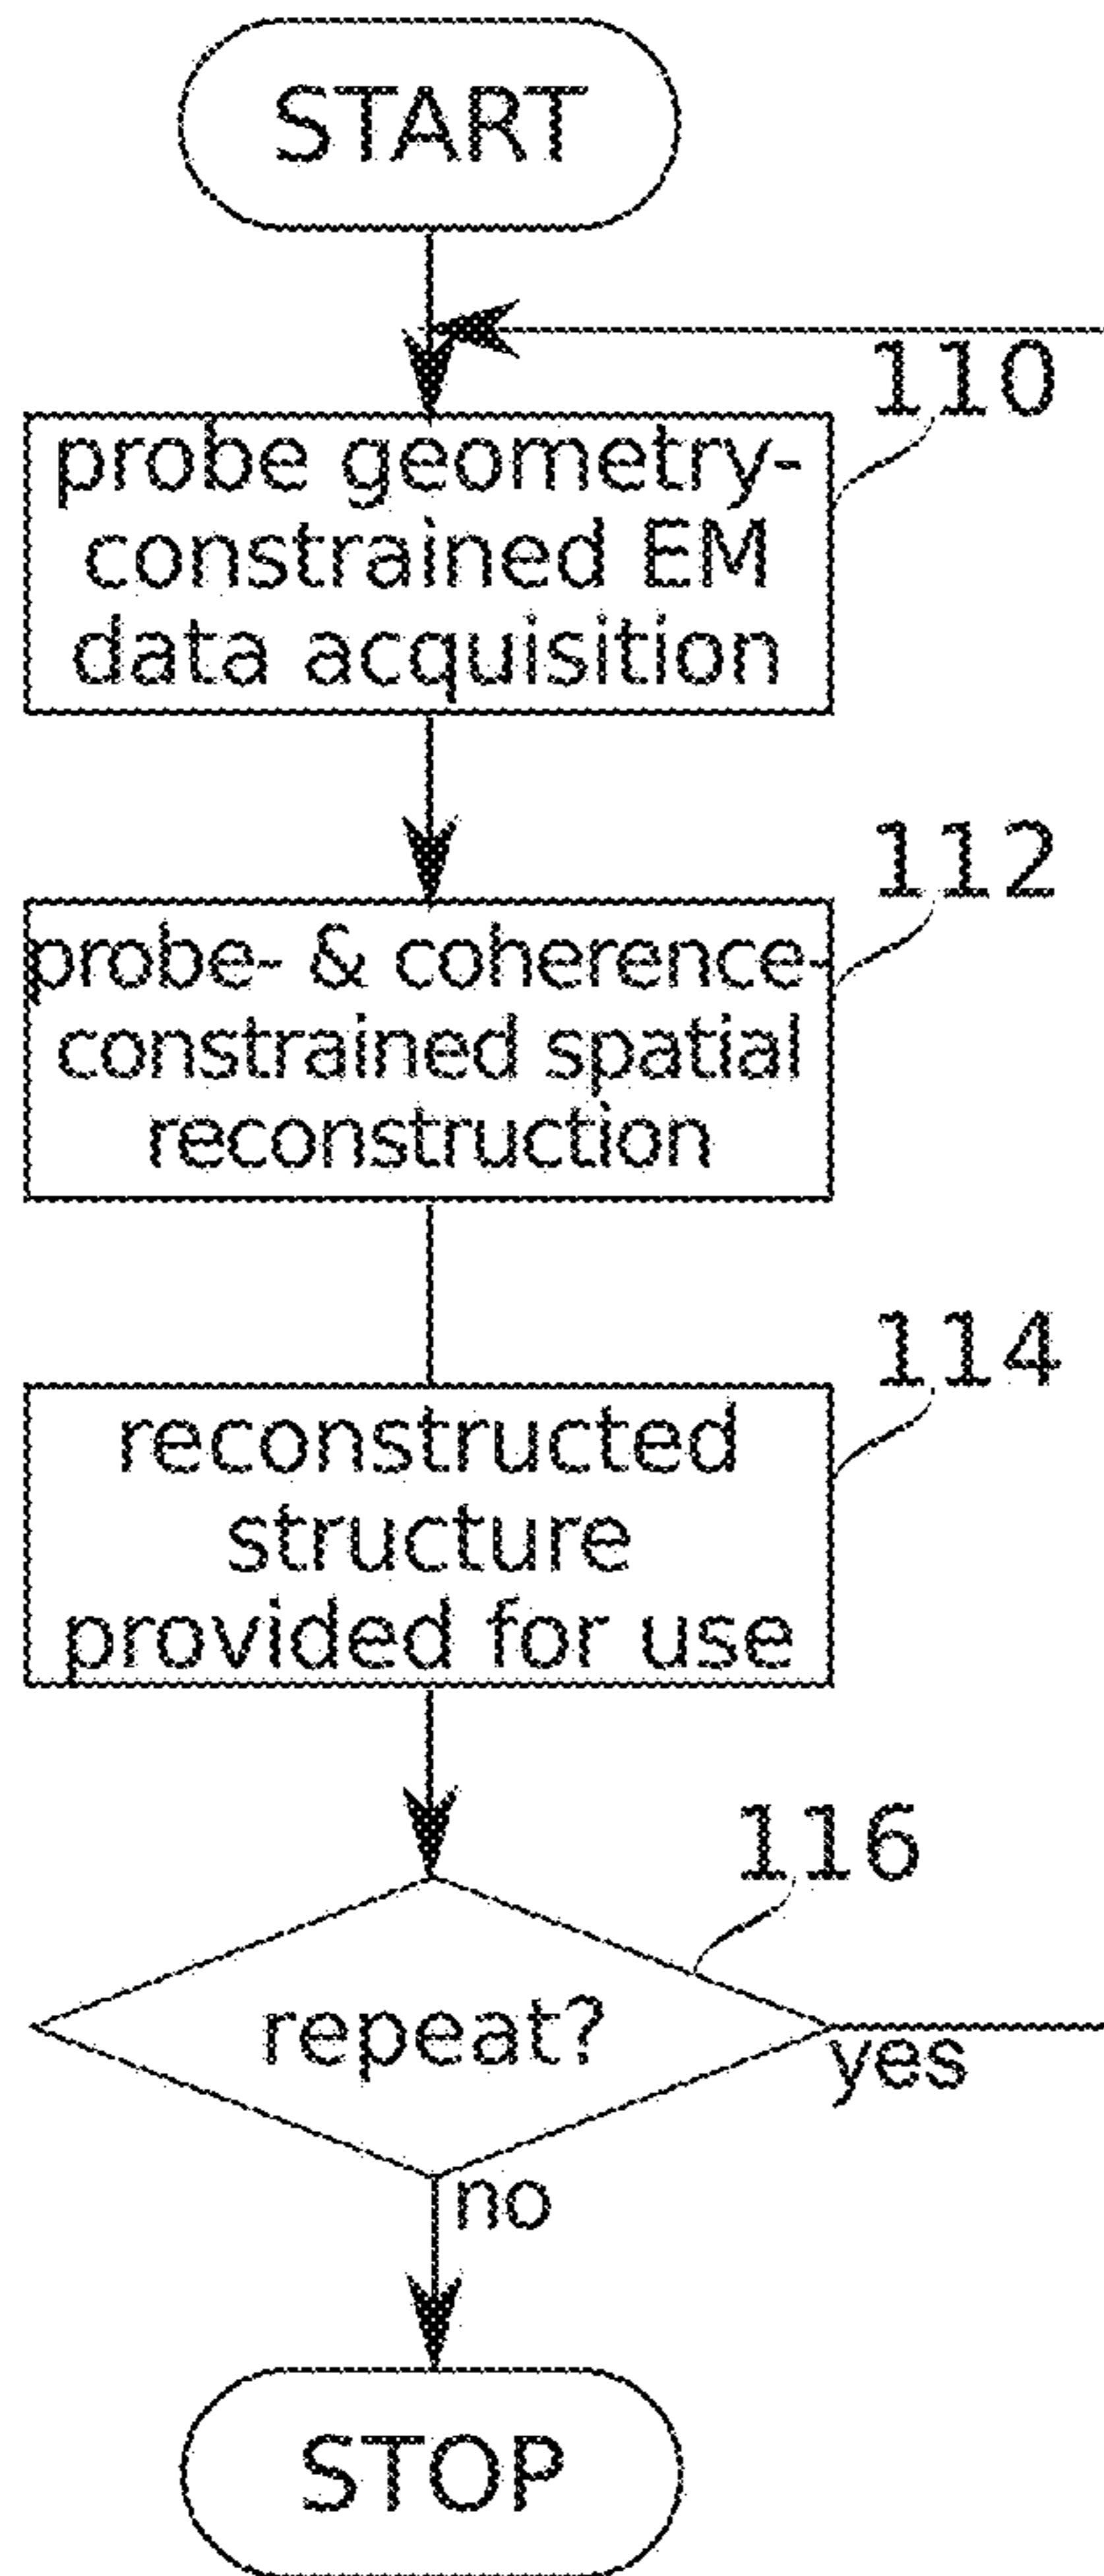 START
110
probe geometry-
constrained EM
data acquisition
112
probe- & coherence-
constrained spatial
reconstruction
114
reconstructed
structure
provided for use
116
repeat?
yes
no
STOP